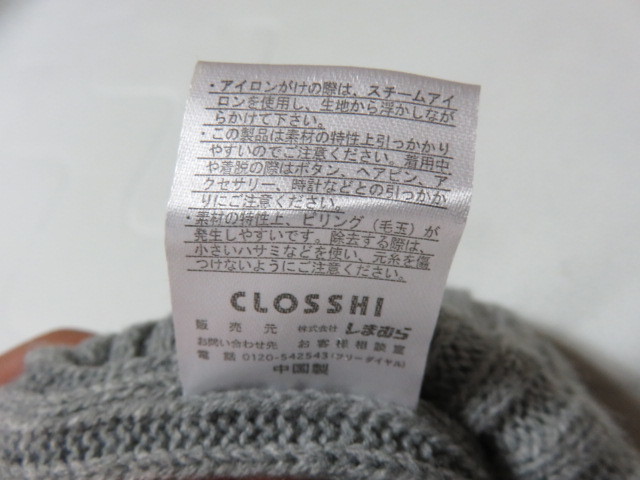 ・アイロンがけの際は、スチームアイ
ロンを使用し、生地から浮かしなが
らかけて下さい。
・この製品は素材の特性上引っかかり
やすいのでご注意ください。着用中
や着脱の際はボタン、ヘアピン、ア
クセサリー、時計などとの引っかか
りにご注意ください。
・素材の特性上、ピリング（毛玉）が
発生しやすいです。除去する際は、
小さいハサミなどを使い、元糸を傷
つけないようにご注意ください。
CLOSSHI
販売元 株式会社 しまむら
お問い合わせ先 お客様相談室
電話 0120-542543(フリーダイヤル)
中国製